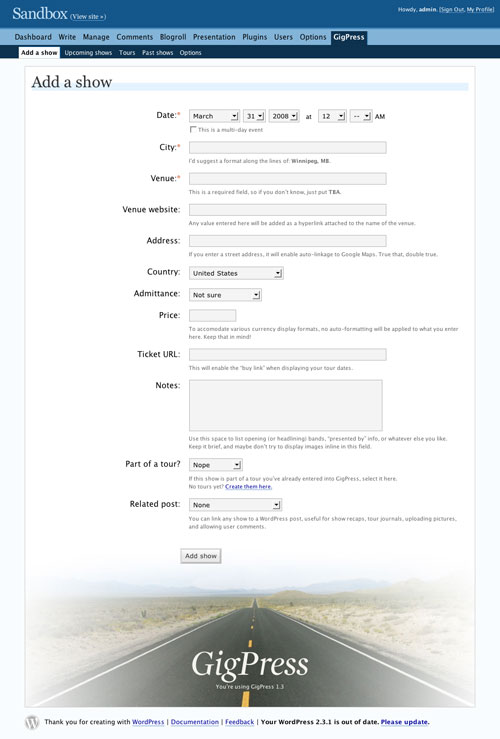 Sandbox (View site »)
Howdy, admin. [Sign Out, My Profile]
Dashboard Write Manage Comments Blogroll Presentation Plugins Users Options GigPress
Add a show Upcoming shows Tours Past shows Options
Add a show
Date:* March 31 2008 at 12 -- AM
This is a multi-day event
City:*
I'd suggest a format along the lines of: Winnipeg, MB.
Venue:*
This is a required field, so if you don't know, just put TBA.
Venue website:
Any value entered here will be added as a hyperlink attached to the name of the venue.
Address:
If you enter a street address, it will enable auto-linkage to Google Maps. True that, double true.
Country: United States
Admittance: Not sure
Price:
To accomodate various currency display formats, no auto-formatting will be applied to what you enter
here. Keep that in mind!
Ticket URL:
This will enable the "buy link" when displaying your tour dates.
Notes:
Use this space to list opening (or headlining) bands, "presented by" info, or whatever else you like.
Keep it brief, and maybe don't try to display images inline in this field.
Part of a tour? Nope
If this show is part of a tour you've already entered into GigPress, select it here.
No tours yet? Create them here.
Related post: None
You can link any show to a WordPress post, useful for show recaps, tour journals, uploading pictures,
and allowing user comments.
Add show
GigPress
You're using GigPress 1.3
Thank you for creating with WordPress | Documentation | Feedback | Your WordPress 2.3.1 is out of date. Please update.